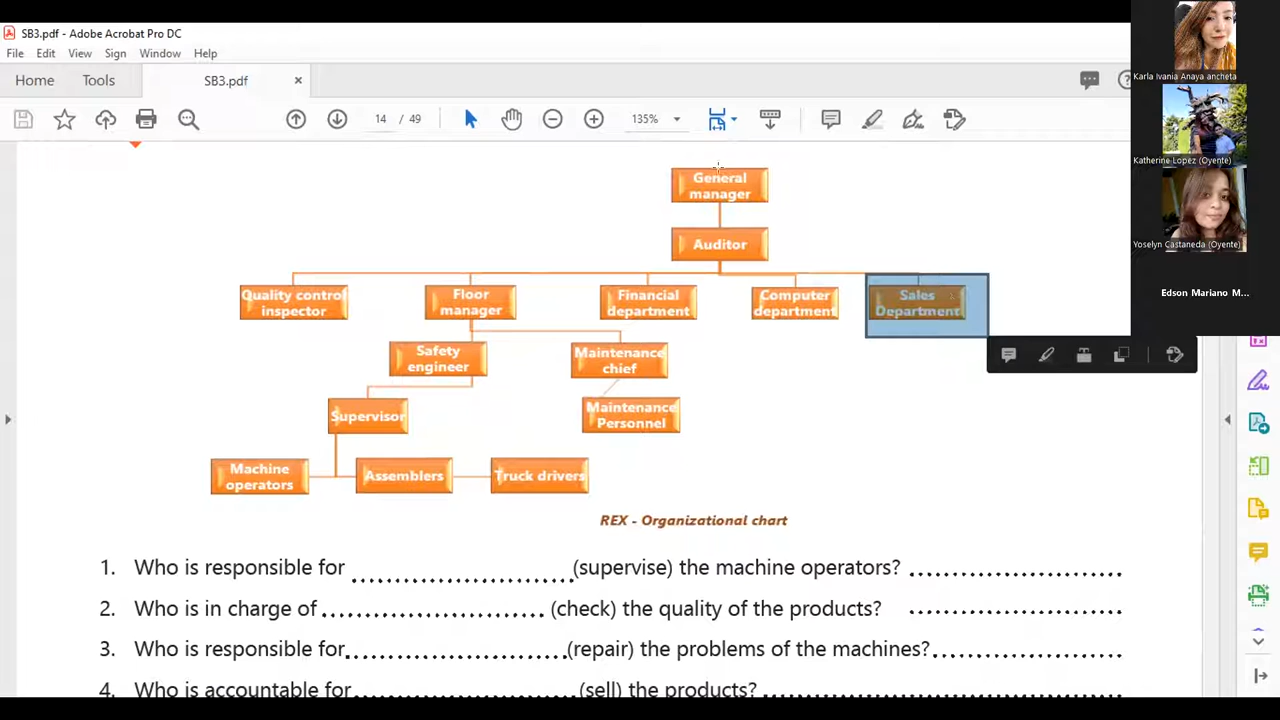 SB3.pdf - Adobe Acrobat Pro DC
File Edit View Sign Window Help
Home Tools SB3.pdf ×
14 / 49 135%
General
manager
Auditor
Quality control
inspector
Floor
manager
Financial
department
Computer
department
Sales
Department
Safety
engineer
Maintenance
chief
Supervisor
Maintenance
Personnel
Machine
operators
Assemblers
Truck drivers
REX - Organizational chart
1. Who is responsible for ............................(supervise) the machine operators? ............................
2. Who is in charge of ............................ (check) the quality of the products? ............................
3. Who is responsible for............................(repair) the problems of the machines?............................
4. Who is accountable for............................ (sell) the products? ............................
Karla Ivania Anaya ancheta
Katherine Lopez (Oyente)
Yoselyn Castaneda (Oyente)
Edson Mariano M...